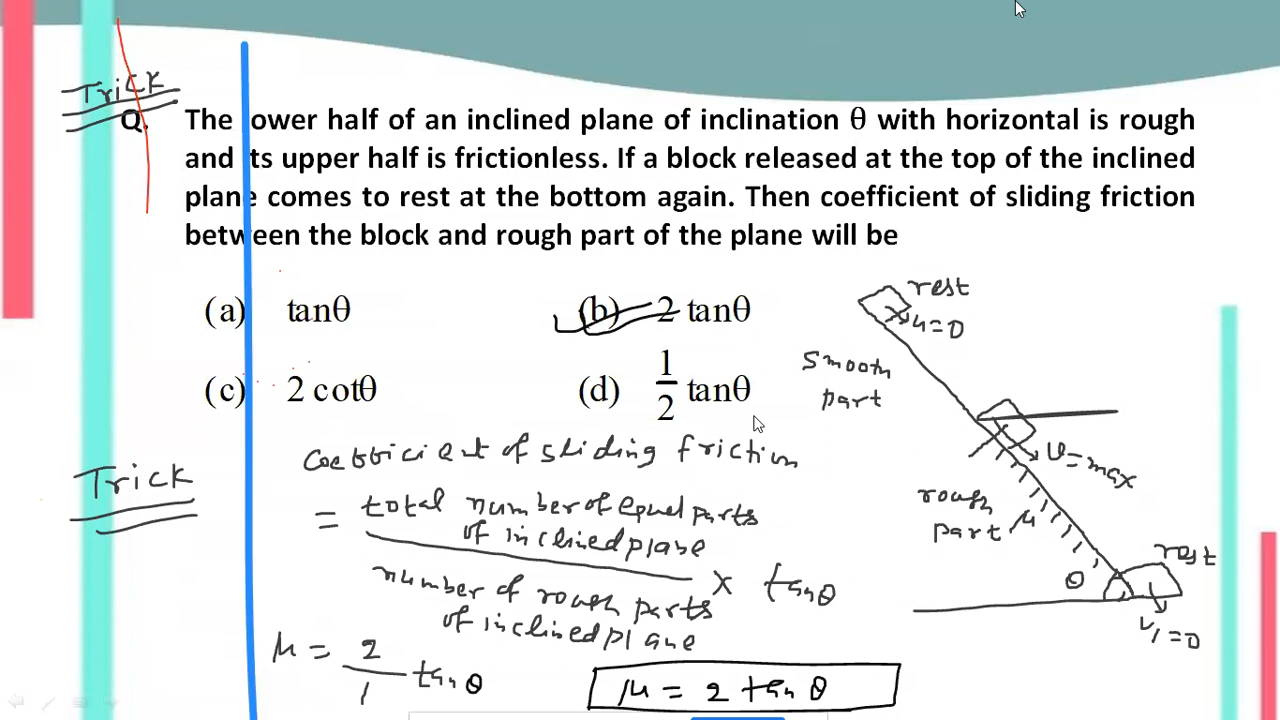 Trick
Q. The lower half of an inclined plane of inclination θ with horizontal is rough
and its upper half is frictionless. If a block released at the top of the inclined
plane comes to rest at the bottom again. Then coefficient of sliding friction
between the block and rough part of the plane will be
(a) tanθ
(b) 2 tanθ
(c) 2 cotθ
(d) 1/2 tanθ
rest
u=0
Smooth
part
v=max
rough
part μ
θ
rest
v₁=0
Trick
Coefficient of sliding friction
= total number of equal parts
of inclined plane
number of rough parts
of inclined plane
× tanθ
μ = 2/1 tanθ
μ = 2 tanθ